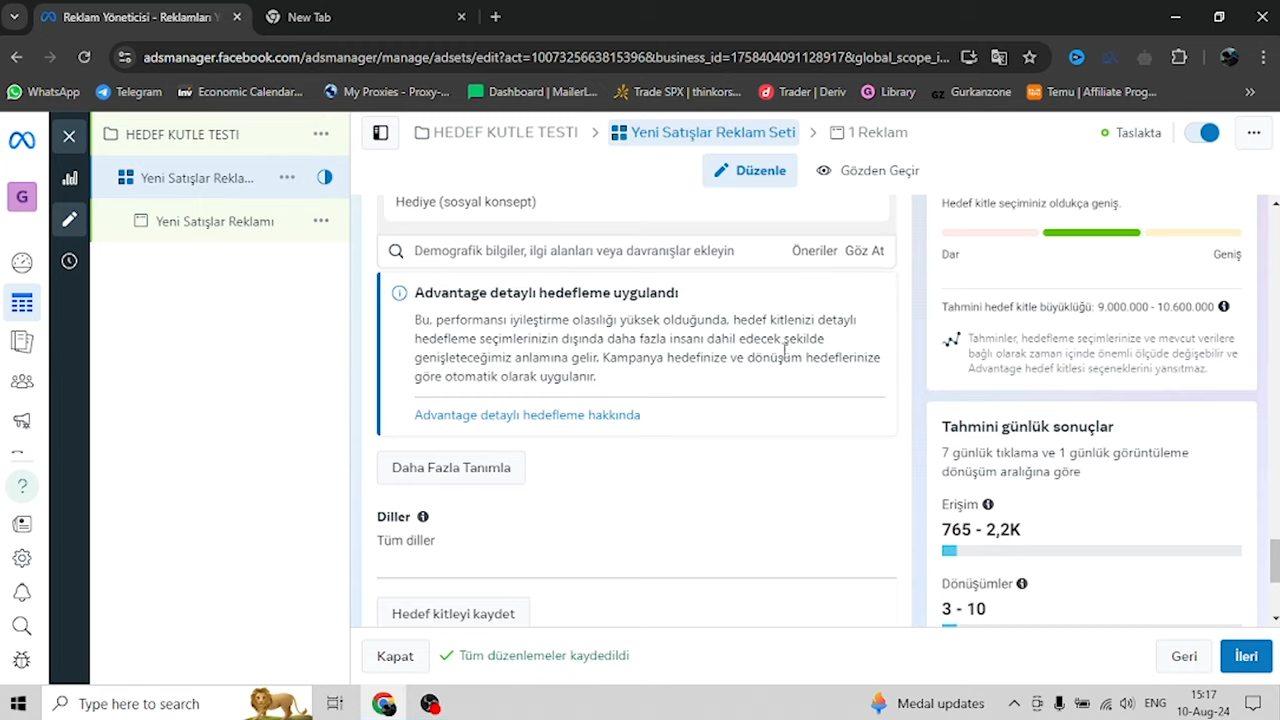 Reklam Yöneticisi - Reklamları Y
New Tab
adsmanager.facebook.com/adsmanager/manage/adsets/edit?act=1007325663815396&business_id=1758404091128917&global_scope_i...
WhatsApp
Telegram
Economic Calendar...
My Proxies - Proxy-...
Dashboard | MailerL...
Trade SPX | thinkors...
Trader | Deriv
Library
GZ Gurkanzone
Temu | Affiliate Prog...
HEDEF KUTLE TESTI
HEDEF KUTLE TESTI
Yeni Satışlar Reklam Seti
1 Reklam
Taslakta
Düzenle
Gözden Geçir
G
Yeni Satışlar Rekla...
Yeni Satışlar Reklamı
Hediye (sosyal konsept)
Demografik bilgiler, ilgi alanları veya davranışlar ekleyin
Öneriler
Göz At
Advantage detaylı hedefleme uygulandı
Bu, performansı iyileştirme olasılığı yüksek olduğunda, hedef kitlenizi detaylı
hedefleme seçimlerinizin dışında daha fazla insanı dahil edecek şekilde
genişleteceğimiz anlamına gelir. Kampanya hedefinize ve dönüşüm hedeflerinize
göre otomatik olarak uygulanır.
Advantage detaylı hedefleme hakkında
Daha Fazla Tanımla
Diller
Tüm diller
Hedef kitleyi kaydet
Hedef kitle seçiminiz oldukça geniş.
Dar
Geniş
Tahmini hedef kitle büyüklüğü: 9.000.000 - 10.600.000
Tahminler, hedefleme seçimlerinize ve mevcut verilere
bağlı olarak zaman içinde önemli ölçüde değişebilir ve
Advantage hedef kitlesi seçeneklerini yansıtmaz.
Tahmini günlük sonuçlar
7 günlük tıklama ve 1 günlük görüntüleme
dönüşüm aralığına göre
Erişim
765 - 2,2K
Dönüşümler
3 - 10
Kapat
Tüm düzenlemeler kaydedildi
Geri
İleri
Type here to search
Medal updates
ENG
15:17
10-Aug-24